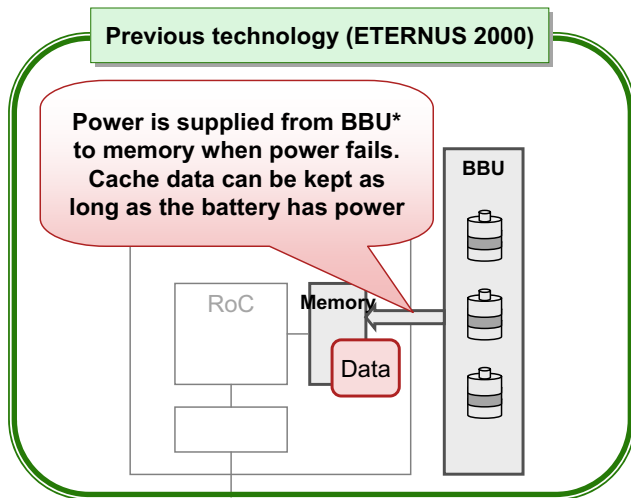 Previous technology (ETERNUS 2000)
Power is supplied from BBU*
to memory when power fails.
Cache data can be kept as
long as the battery has power
BBU
RoC
Memory
Data